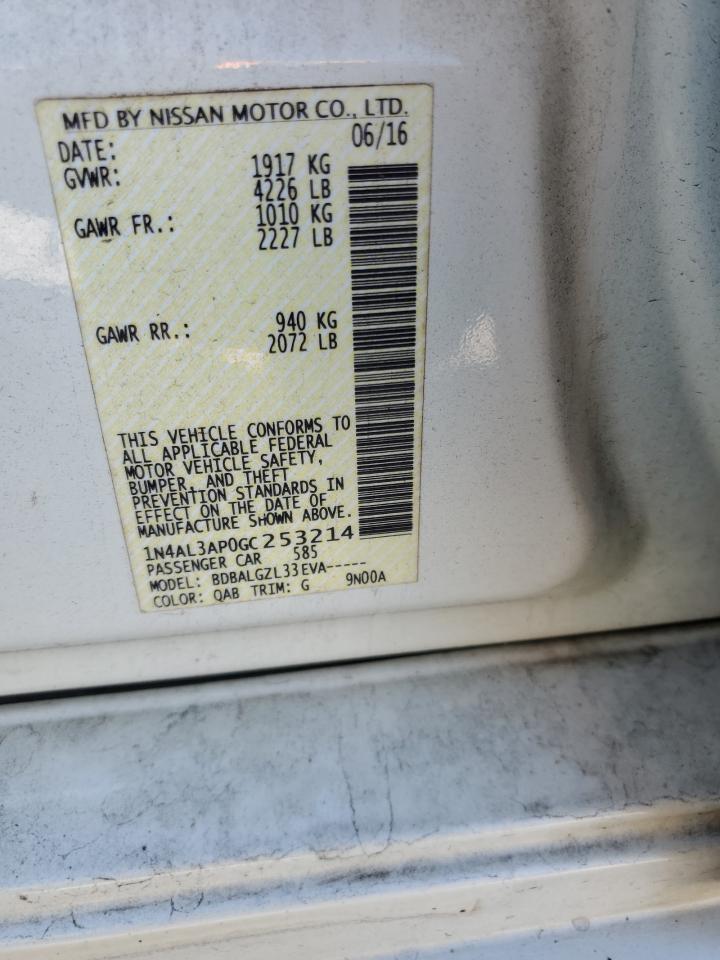 MFD BY NISSAN MOTOR CO., LTD.
DATE: 06/16
GVWR: 1917 KG
4226 LB
GAWR FR.: 1010 KG
2227 LB
GAWR RR.: 940 KG
2072 LB
THIS VEHICLE CONFORMS TO
ALL APPLICABLE FEDERAL
MOTOR VEHICLE SAFETY,
BUMPER, AND THEFT
PREVENTION STANDARDS IN
EFFECT ON THE DATE OF
MANUFACTURE SHOWN ABOVE.
1N4AL3AP0GC253214
PASSENGER CAR 585
MODEL: BDBALGZL33EVA-----
COLOR: QAB TRIM: G 9N00A